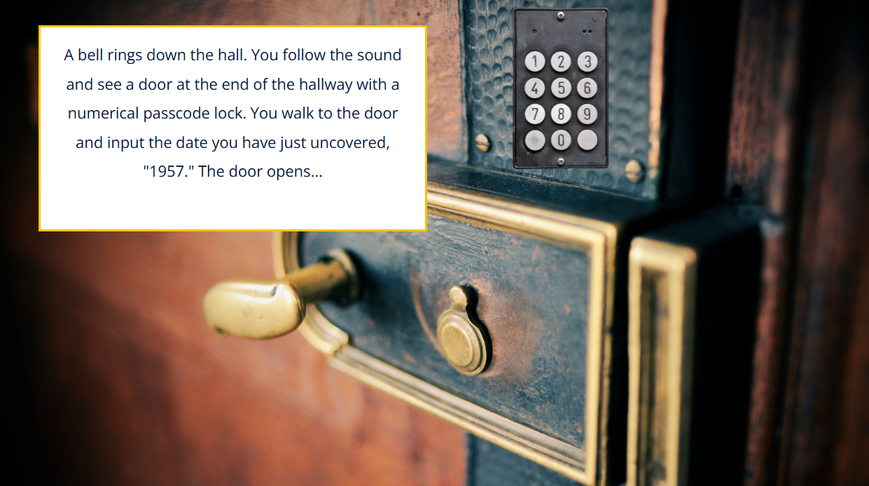 A bell rings down the hall. You follow the sound
and see a door at the end of the hallway with a
numerical passcode lock. You walk to the door
and input the date you have just uncovered,
"1957." The door opens...
1 2 3
4 5 6
7 8 9
0